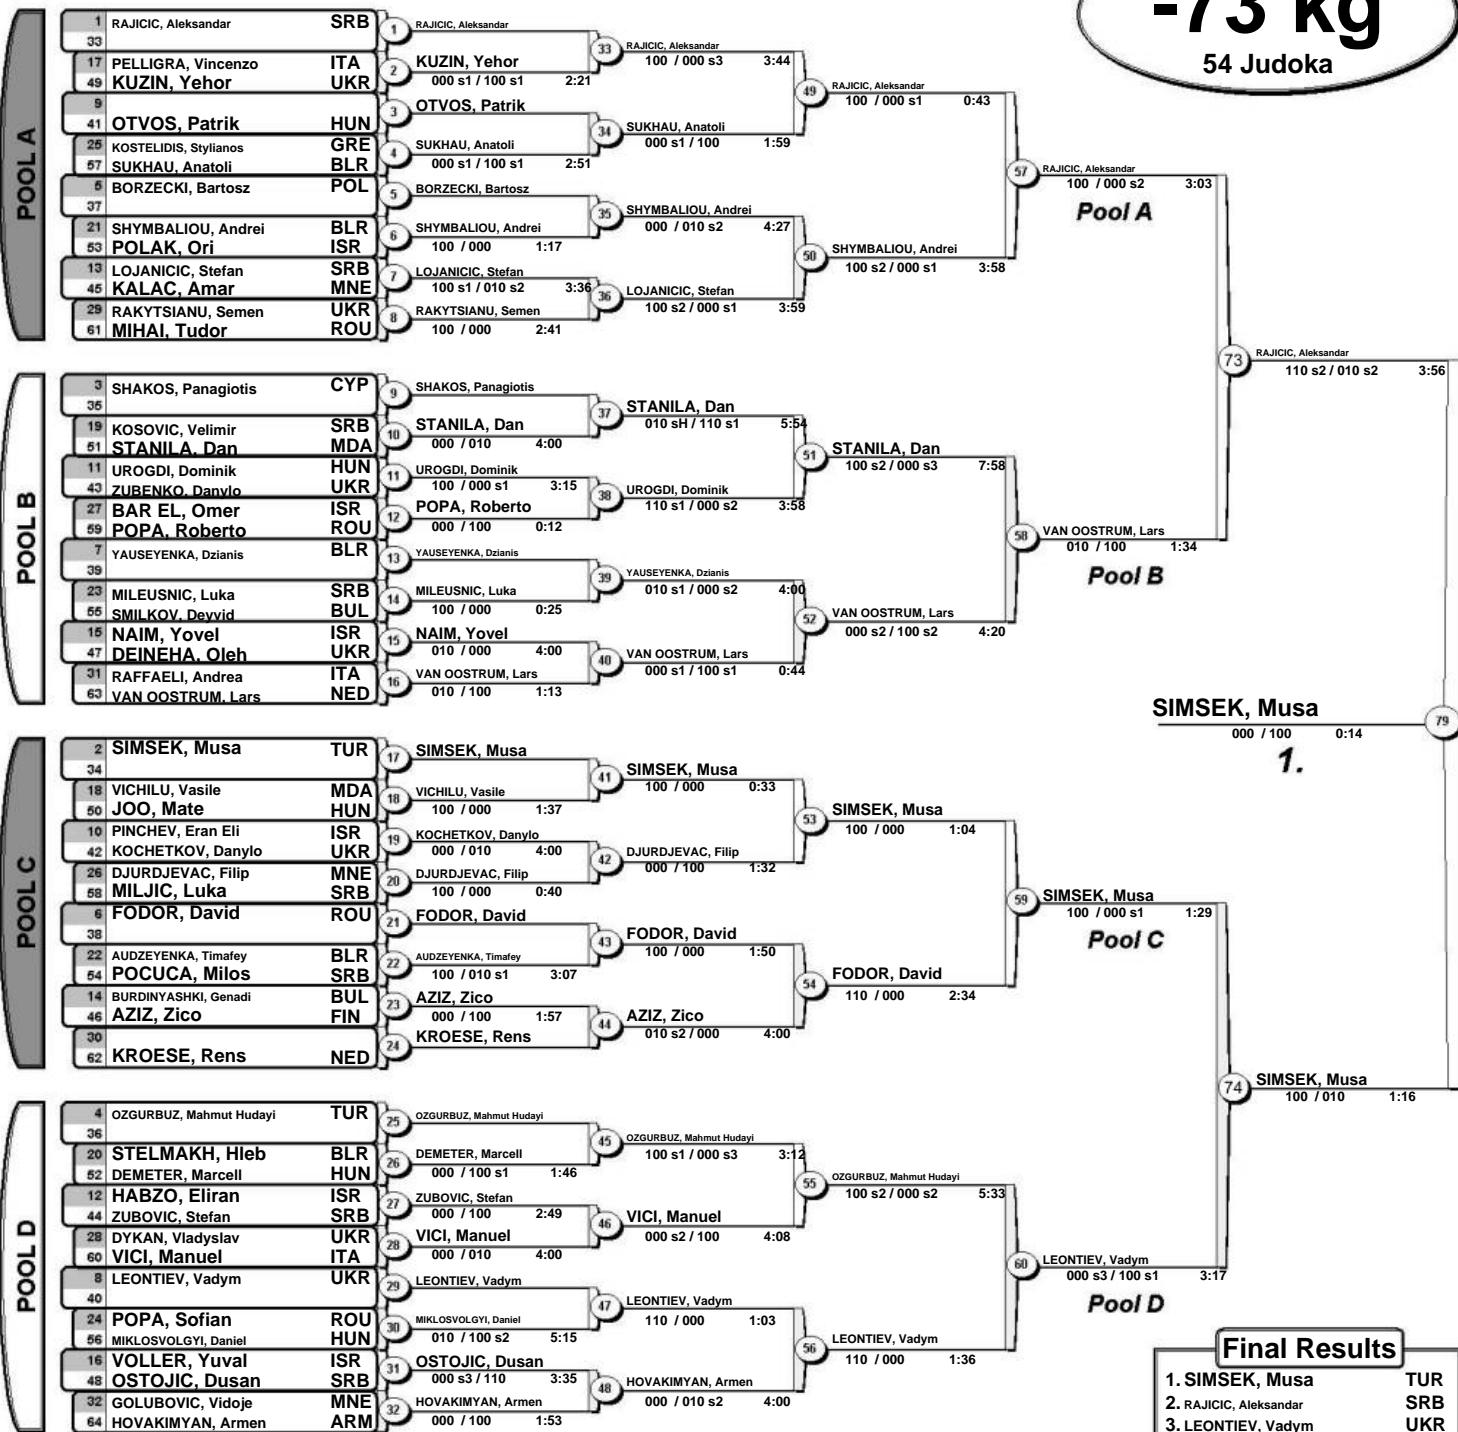 -73 kg
54 Judoka
POOL A
1 RAJICIC, Aleksandar SRB
33
17 PELLIGRA, Vincenzo ITA
49 KUZIN, Yehor UKR
9
41 OTVOS, Patrik HUN
25 KOSTELIDIS, Stylianos GRE
57 SUKHAU, Anatoli BLR
5 BORZECKI, Bartosz POL
37
21 SHYMBALIOU, Andrei BLR
53 POLAK, Ori ISR
13 LOJANICIC, Stefan SRB
45 KALAC, Amar MNE
29 RAKYTSIANU, Semen UKR
61 MIHAI, Tudor ROU
1 RAJICIC, Aleksandar
2 KUZIN, Yehor
000 s1 / 100 s1 2:21
3 OTVOS, Patrik
4 SUKHAU, Anatoli
000 s1 / 100 s1 2:51
5 BORZECKI, Bartosz
6 SHYMBALIOU, Andrei
100 / 000 1:17
7 LOJANICIC, Stefan
100 s1 / 010 s2 3:36
8 RAKYTSIANU, Semen
100 / 000 2:41
33 RAJICIC, Aleksandar
100 / 000 s3 3:44
34 SUKHAU, Anatoli
000 s1 / 100 1:59
35 SHYMBALIOU, Andrei
000 / 010 s2 4:27
36 LOJANICIC, Stefan
100 s2 / 000 s1 3:59
49 RAJICIC, Aleksandar
100 / 000 s1 0:43
50 SHYMBALIOU, Andrei
100 s2 / 000 s1 3:58
57 RAJICIC, Aleksandar
100 / 000 s2 3:03
Pool A
POOL B
3 SHAKOS, Panagiotis CYP
35
19 KOSOVIC, Velimir SRB
51 STANILA, Dan MDA
11 UROGDI, Dominik HUN
43 ZUBENKO, Danylo UKR
27 BAR EL, Omer ISR
59 POPA, Roberto ROU
7 YAUSEYENKA, Dzianis BLR
39
23 MILEUSNIC, Luka SRB
55 SMILKOV, Deyvid BUL
15 NAIM, Yovel ISR
47 DEINEHA, Oleh UKR
31 RAFFAELI, Andrea ITA
63 VAN OOSTRUM, Lars NED
9 SHAKOS, Panagiotis
10 STANILA, Dan
000 / 010 4:00
11 UROGDI, Dominik
100 / 000 s1 3:15
12 POPA, Roberto
000 / 100 0:12
13 YAUSEYENKA, Dzianis
14 MILEUSNIC, Luka
100 / 000 0:25
15 NAIM, Yovel
010 / 000 4:00
16 VAN OOSTRUM, Lars
010 / 100 1:13
37 STANILA, Dan
010 sH / 110 s1 5:54
38 UROGDI, Dominik
110 s1 / 000 s2 3:58
39 YAUSEYENKA, Dzianis
010 s1 / 000 s2 4:00
40 VAN OOSTRUM, Lars
000 s1 / 100 s1 0:44
51 STANILA, Dan
100 s2 / 000 s3 7:58
52 VAN OOSTRUM, Lars
000 s2 / 100 s2 4:20
58 VAN OOSTRUM, Lars
010 / 100 1:34
Pool B
73 RAJICIC, Aleksandar
110 s2 / 010 s2 3:56
SIMSEK, Musa 79
000 / 100 0:14
1.
POOL C
2 SIMSEK, Musa TUR
34
18 VICHILU, Vasile MDA
50 JOO, Mate HUN
10 PINCHEV, Eran Eli ISR
42 KOCHETKOV, Danylo UKR
26 DJURDJEVAC, Filip MNE
58 MILJIC, Luka SRB
6 FODOR, David ROU
38
22 AUDZEYENKA, Timafey BLR
54 POCUCA, Milos SRB
14 BURDINYASHKI, Genadi BUL
46 AZIZ, Zico FIN
30
62 KROESE, Rens NED
17 SIMSEK, Musa
18 VICHILU, Vasile
100 / 000 1:37
19 KOCHETKOV, Danylo
000 / 010 4:00
20 DJURDJEVAC, Filip
100 / 000 0:40
21 FODOR, David
22 AUDZEYENKA, Timafey
100 / 010 s1 3:07
23 AZIZ, Zico
000 / 100 1:57
24 KROESE, Rens
41 SIMSEK, Musa
100 / 000 0:33
42 DJURDJEVAC, Filip
000 / 100 1:32
43 FODOR, David
100 / 000 1:50
44 AZIZ, Zico
010 s2 / 000 4:00
53 SIMSEK, Musa
100 / 000 1:04
54 FODOR, David
110 / 000 2:34
59 SIMSEK, Musa
100 / 000 s1 1:29
Pool C
POOL D
4 OZGURBUZ, Mahmut Hudayi TUR
36
20 STELMAKH, Hleb BLR
52 DEMETER, Marcell HUN
12 HABZO, Eliran ISR
44 ZUBOVIC, Stefan SRB
28 DYKAN, Vladyslav UKR
60 VICI, Manuel ITA
8 LEONTIEV, Vadym UKR
40
24 POPA, Sofian ROU
56 MIKLOSVOLGYI, Daniel HUN
16 VOLLER, Yuval ISR
48 OSTOJIC, Dusan SRB
32 GOLUBOVIC, Vidoje MNE
64 HOVAKIMYAN, Armen ARM
25 OZGURBUZ, Mahmut Hudayi
26 DEMETER, Marcell
000 / 100 s1 1:46
27 ZUBOVIC, Stefan
000 / 100 2:49
28 VICI, Manuel
000 / 010 4:00
29 LEONTIEV, Vadym
30 MIKLOSVOLGYI, Daniel
010 / 100 s2 5:15
31 OSTOJIC, Dusan
000 s3 / 110 3:35
32 HOVAKIMYAN, Armen
000 / 100 1:53
45 OZGURBUZ, Mahmut Hudayi
100 s1 / 000 s3 3:12
46 VICI, Manuel
000 s2 / 100 4:08
47 LEONTIEV, Vadym
110 / 000 1:03
48 HOVAKIMYAN, Armen
000 / 010 s2 4:00
55 OZGURBUZ, Mahmut Hudayi
100 s2 / 000 s2 5:33
56 LEONTIEV, Vadym
110 / 000 1:36
60 LEONTIEV, Vadym
000 s3 / 100 s1 3:17
Pool D
74 SIMSEK, Musa
100 / 010 1:16
Final Results
1. SIMSEK, Musa TUR
2. RAJICIC, Aleksandar SRB
3. LEONTIEV, Vadym UKR